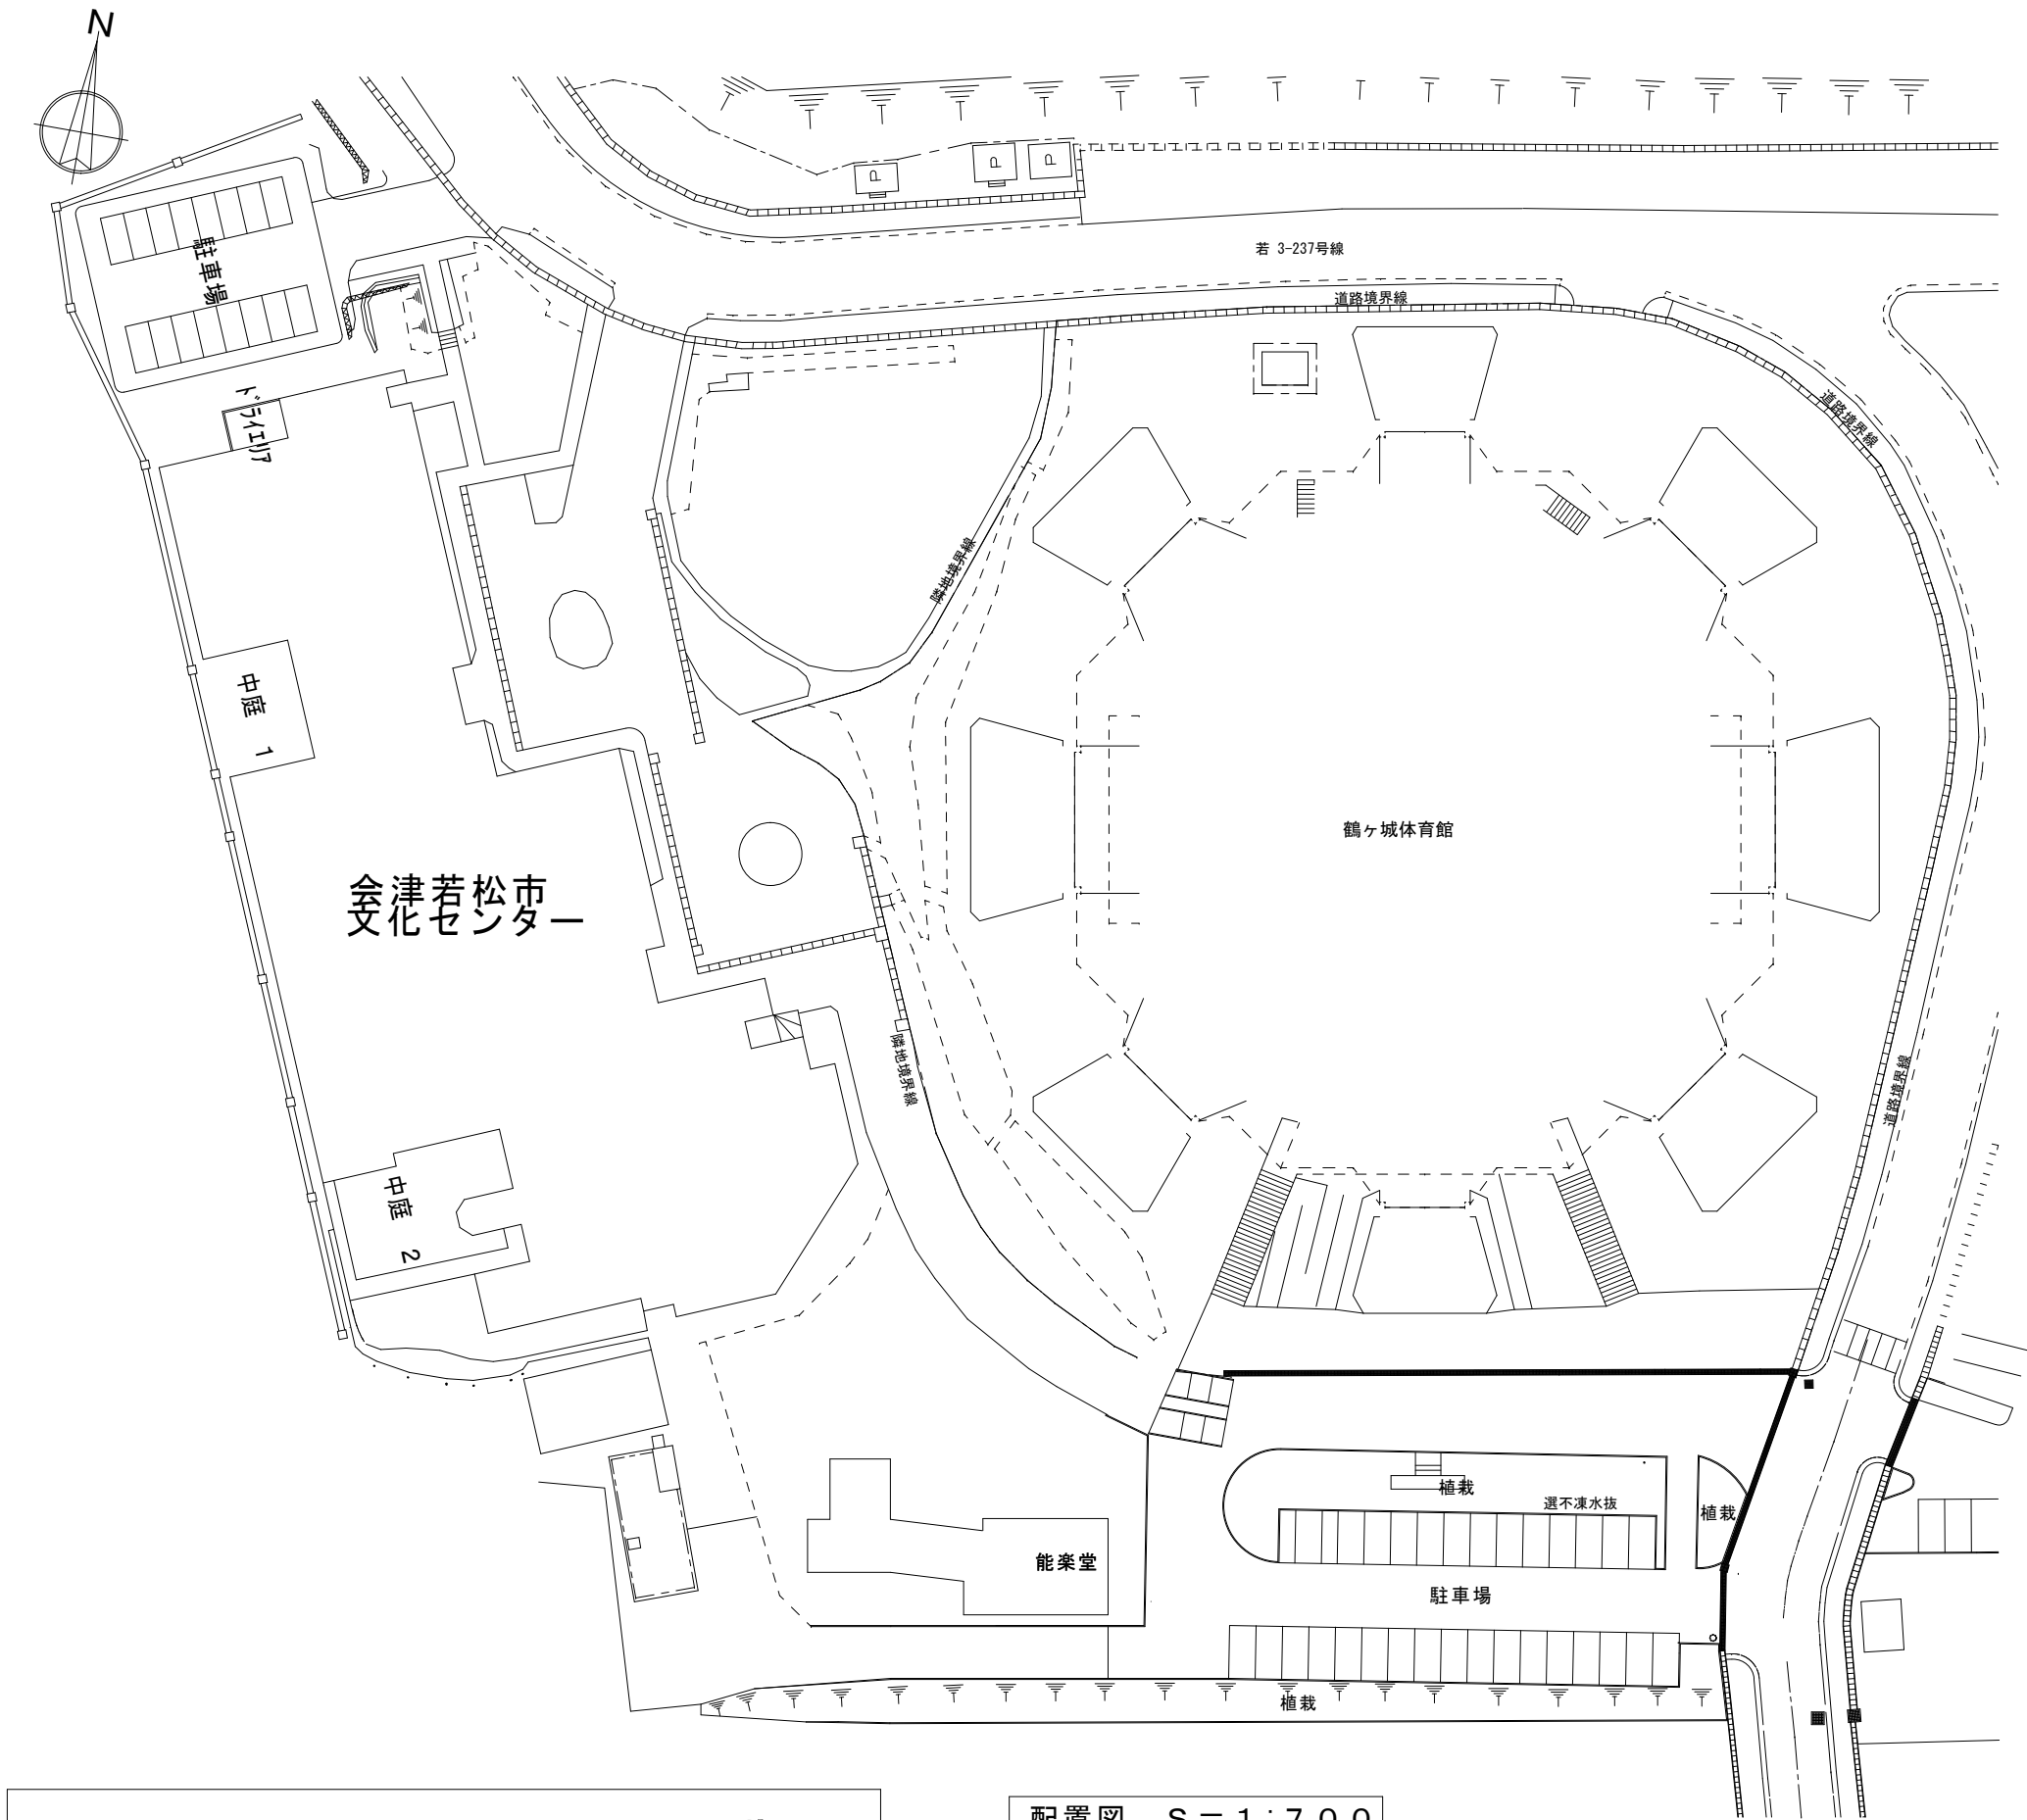 N
P
P
P
若 3-237号線
道路境界線
駐車場
道路境界線
ドライエリア
隣地境界線
中庭 1
鶴ヶ城体育館
会津若松市
文化センター
隣地境界線
道路境界線
中庭 2
植栽
選不凍水抜
植栽
能楽堂
駐車場
植栽
配置図 S=1:700